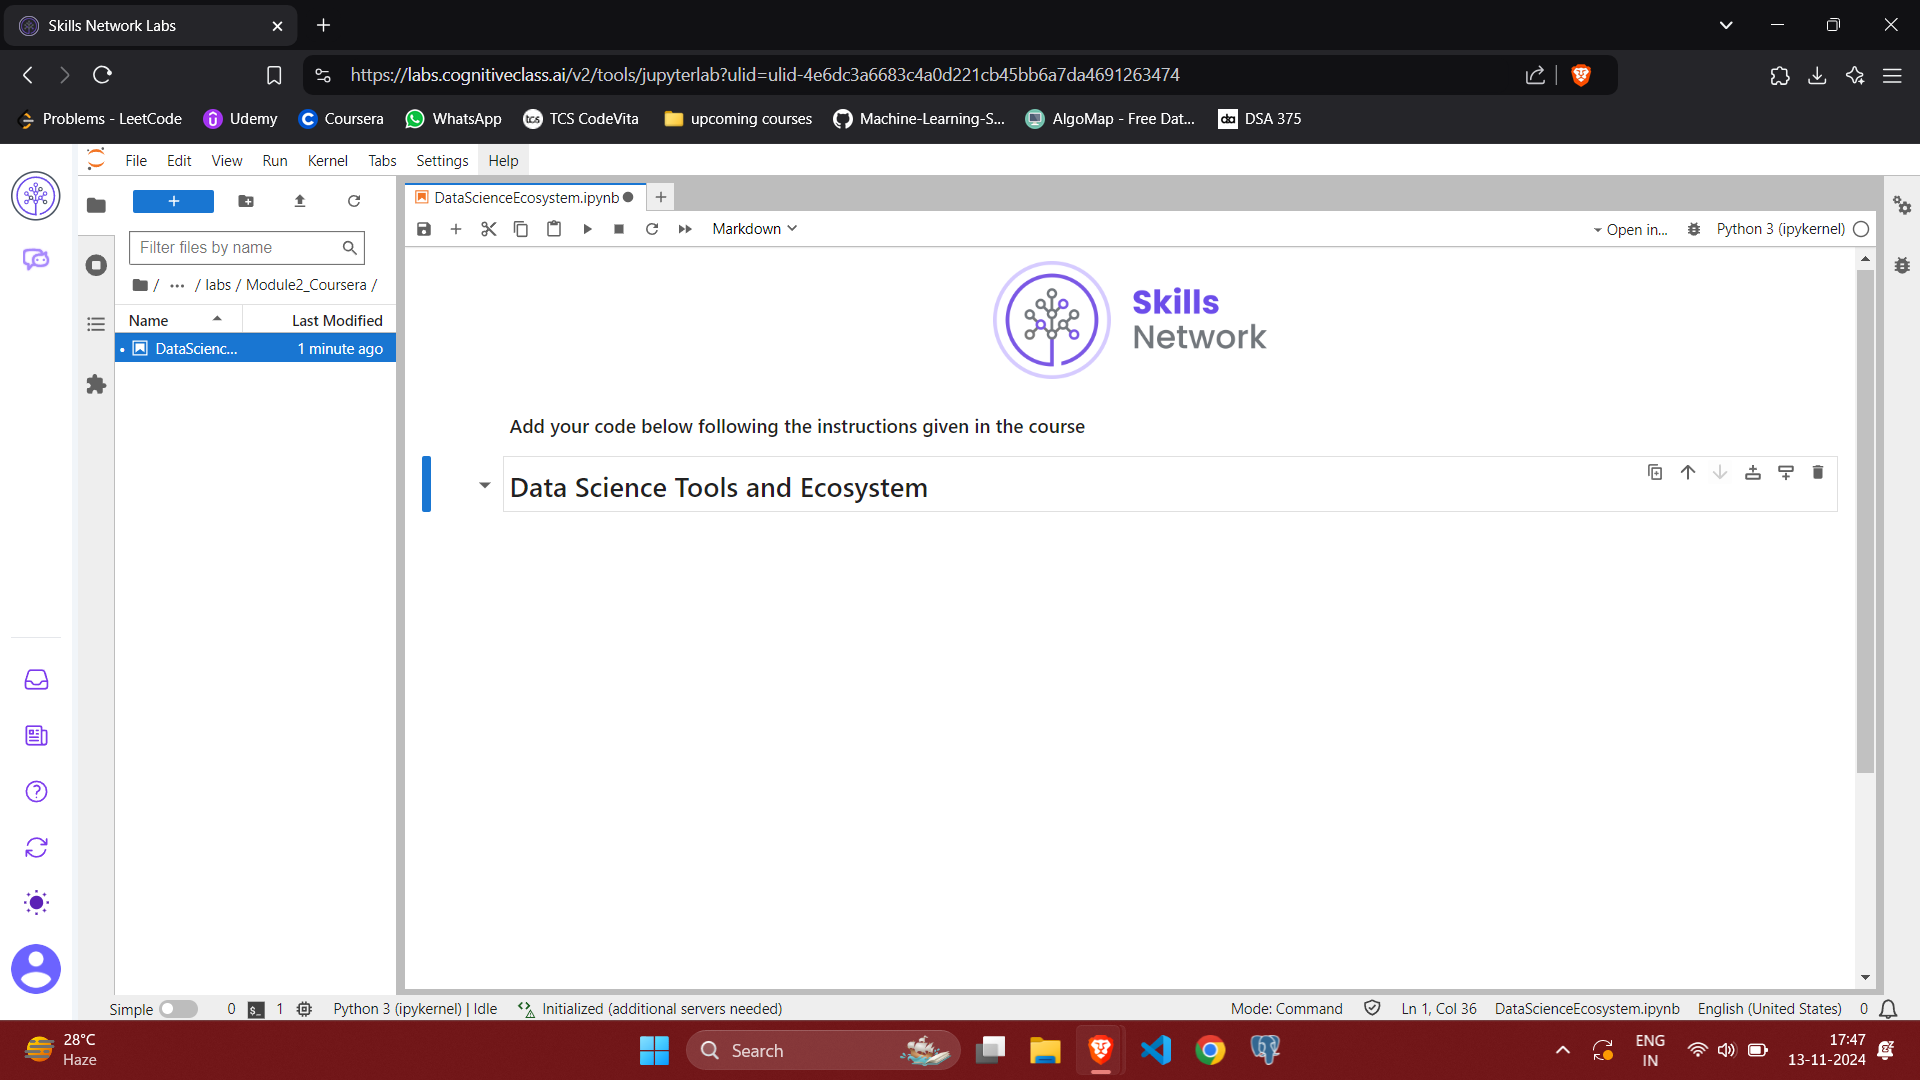 Skills Network Labs
https://labs.cognitiveclass.ai/v2/tools/jupyterlab?ulid=ulid-4e6dc3a6683c4a0d221cb45bb6a7da4691263474
Problems - LeetCode Udemy Coursera WhatsApp tcs TCS CodeVita upcoming courses Machine-Learning-S... AlgoMap - Free Dat... da DSA 375
File Edit View Run Kernel Tabs Settings Help
DataScienceEcosystem.ipynb
Markdown Open in... Python 3 (ipykernel)
Filter files by name
/ ... / labs / Module2_Coursera /
Name Last Modified
DataScienc... 1 minute ago
Skills
Network
Add your code below following the instructions given in the course
Data Science Tools and Ecosystem
Simple 0 $_ 1 Python 3 (ipykernel) | Idle Initialized (additional servers needed) Mode: Command Ln 1, Col 36 DataScienceEcosystem.ipynb English (United States) 0
28°C
Haze
Search
ENG
IN
17:47
13-11-2024